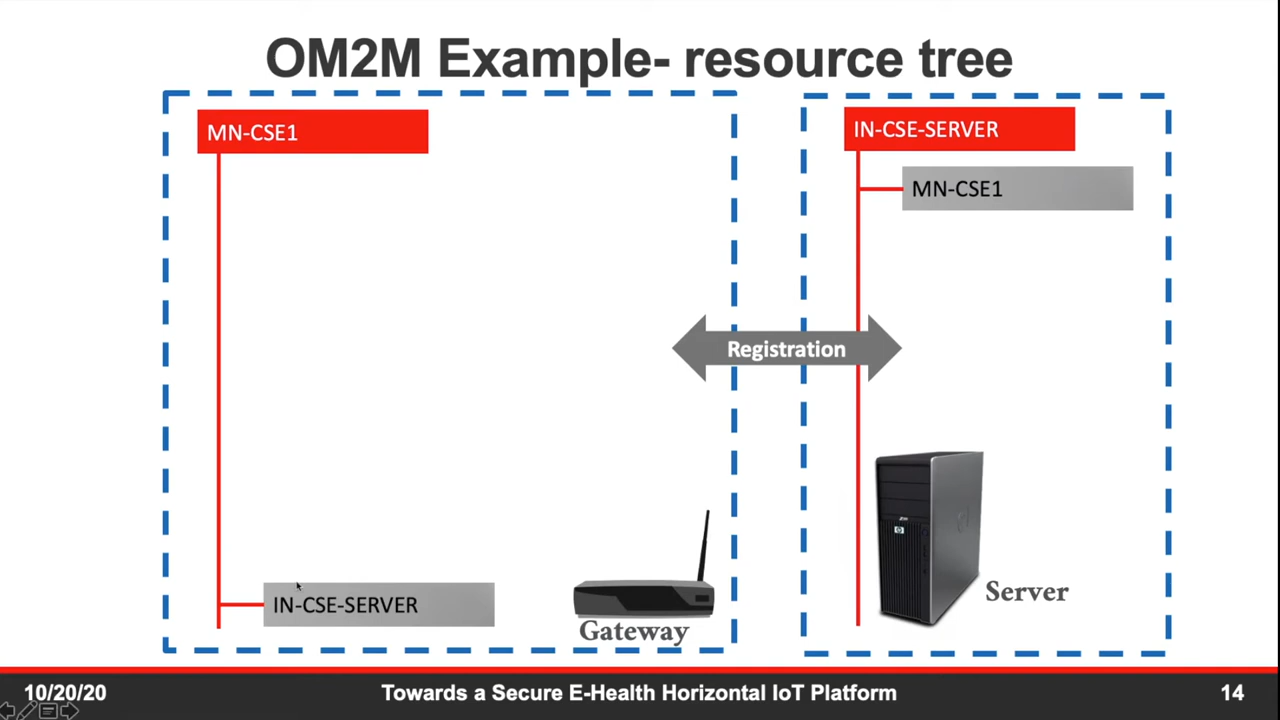 OM2M Example- resource tree
MN-CSE1
IN-CSE-SERVER
MN-CSE1
Registration
IN-CSE-SERVER
Gateway
Server
10/20/20
Towards a Secure E-Health Horizontal IoT Platform
14